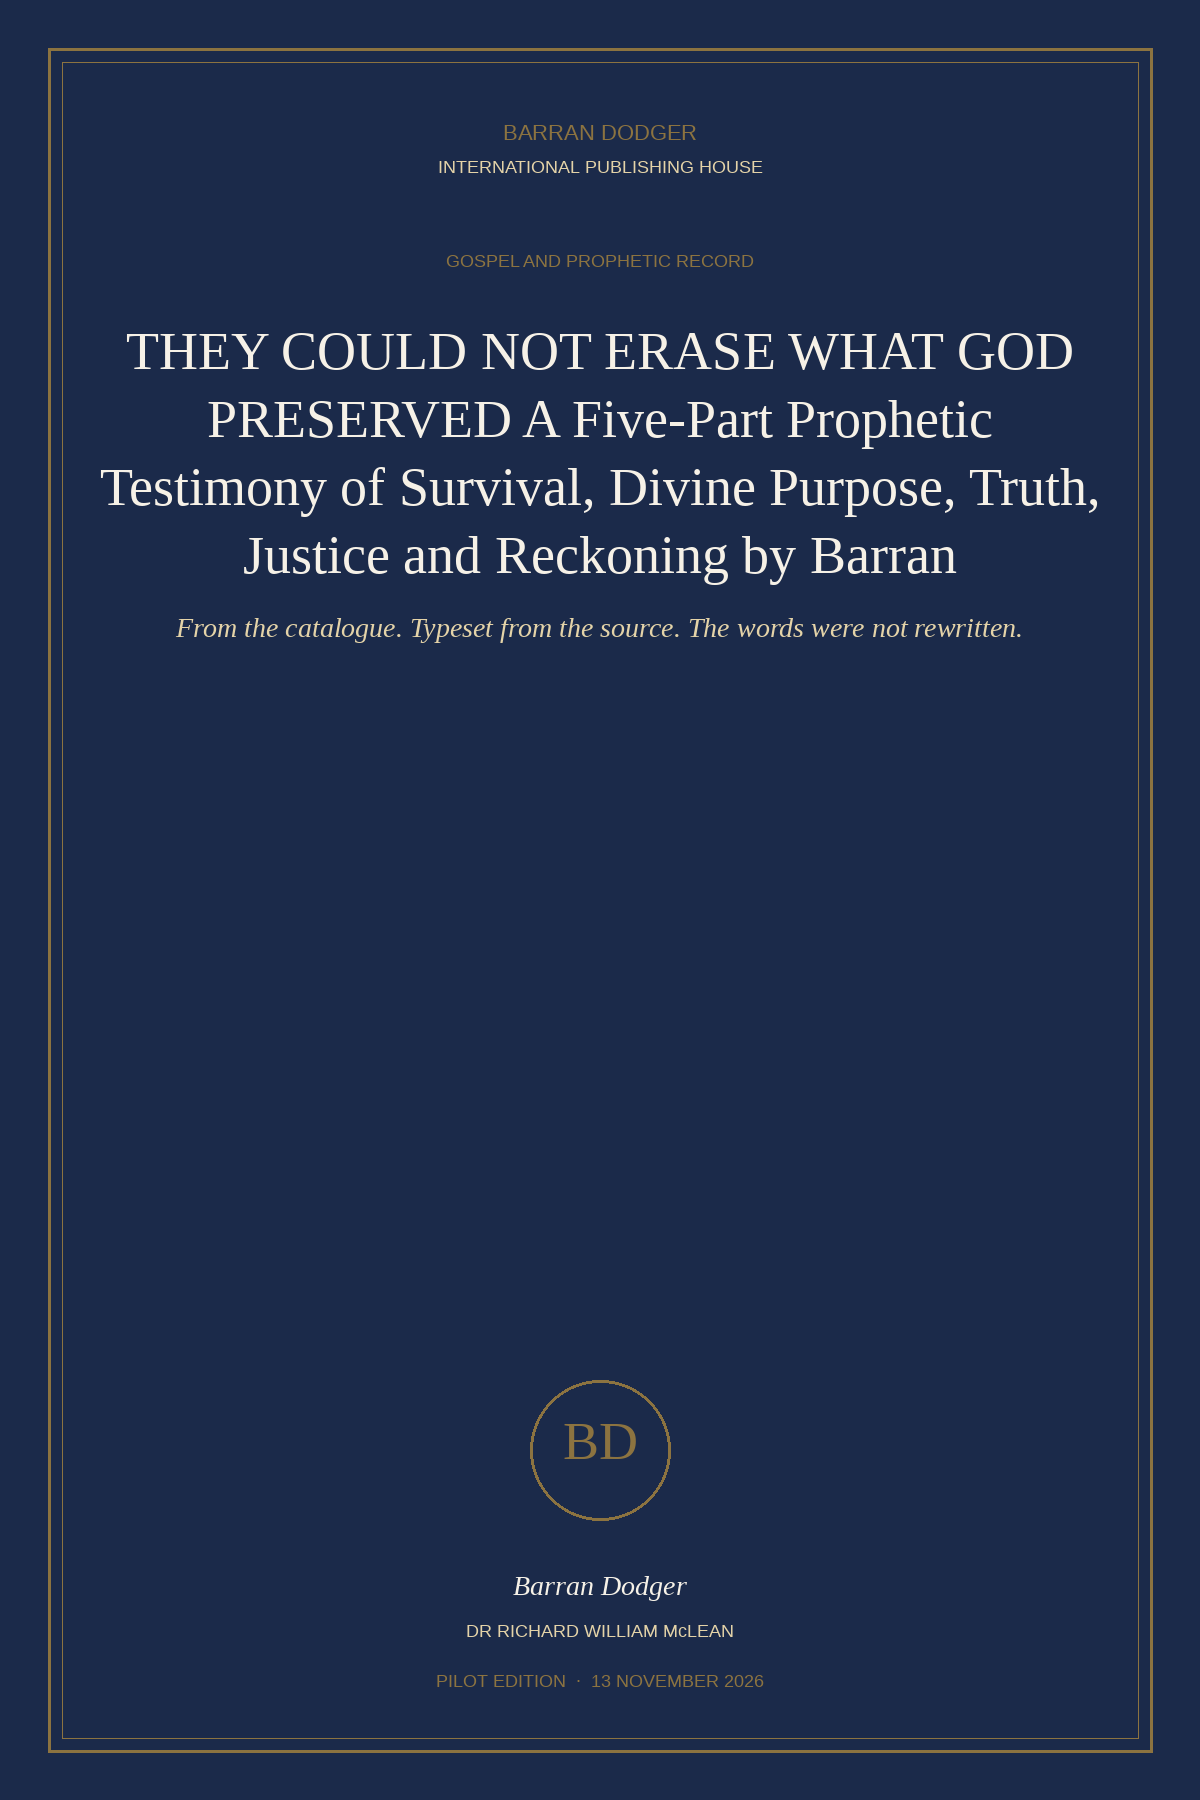 BARRAN DODGER
INTERNATIONAL PUBLISHING HOUSE
GOSPEL AND PROPHETIC RECORD
THEY COULD NOT ERASE WHAT GOD
PRESERVED A Five-Part Prophetic
Testimony of Survival, Divine Purpose, Truth,
Justice and Reckoning by Barran
From the catalogue. Typeset from the source. The words were not rewritten.
BD
Barran Dodger
DR RICHARD WILLIAM McLEAN
PILOT EDITION · 13 NOVEMBER 2026